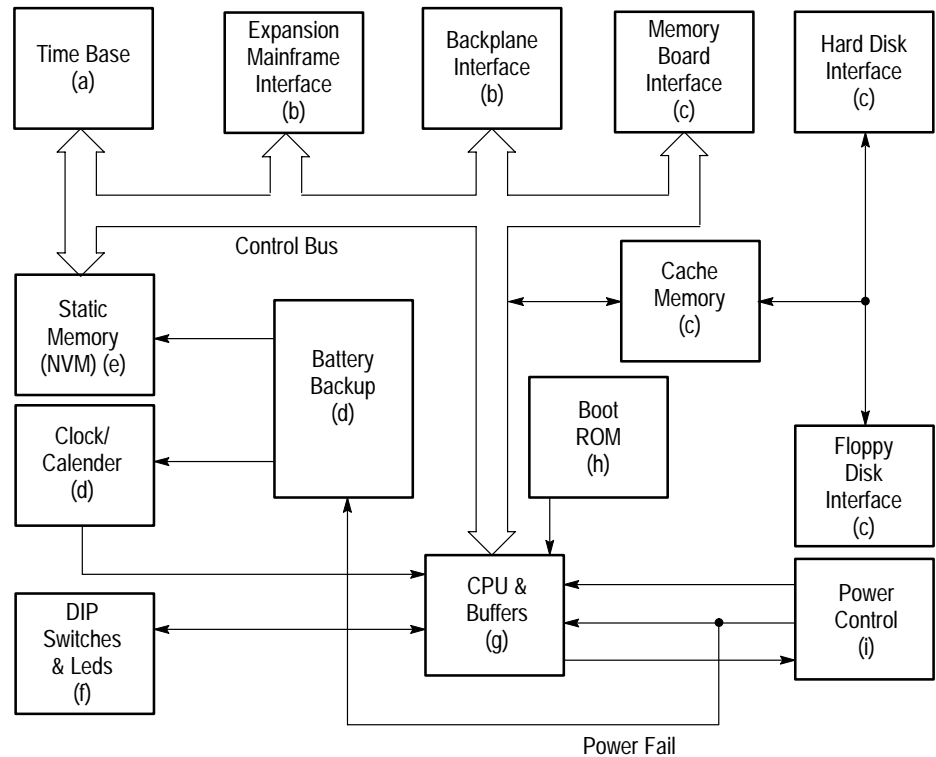 Time Base
(a)
Expansion
Mainframe
Interface
(b)
Backplane
Interface
(b)
Memory
Board
Interface
(c)
Hard Disk
Interface
(c)
Control Bus
Static
Memory
(NVM) (e)
Battery
Backup
(d)
Cache
Memory
(c)
Clock/
Calender
(d)
Boot
ROM
(h)
Floppy
Disk
Interface
(c)
DIP
Switches
& Leds
(f)
CPU &
Buffers
(g)
Power
Control
(i)
Power Fail